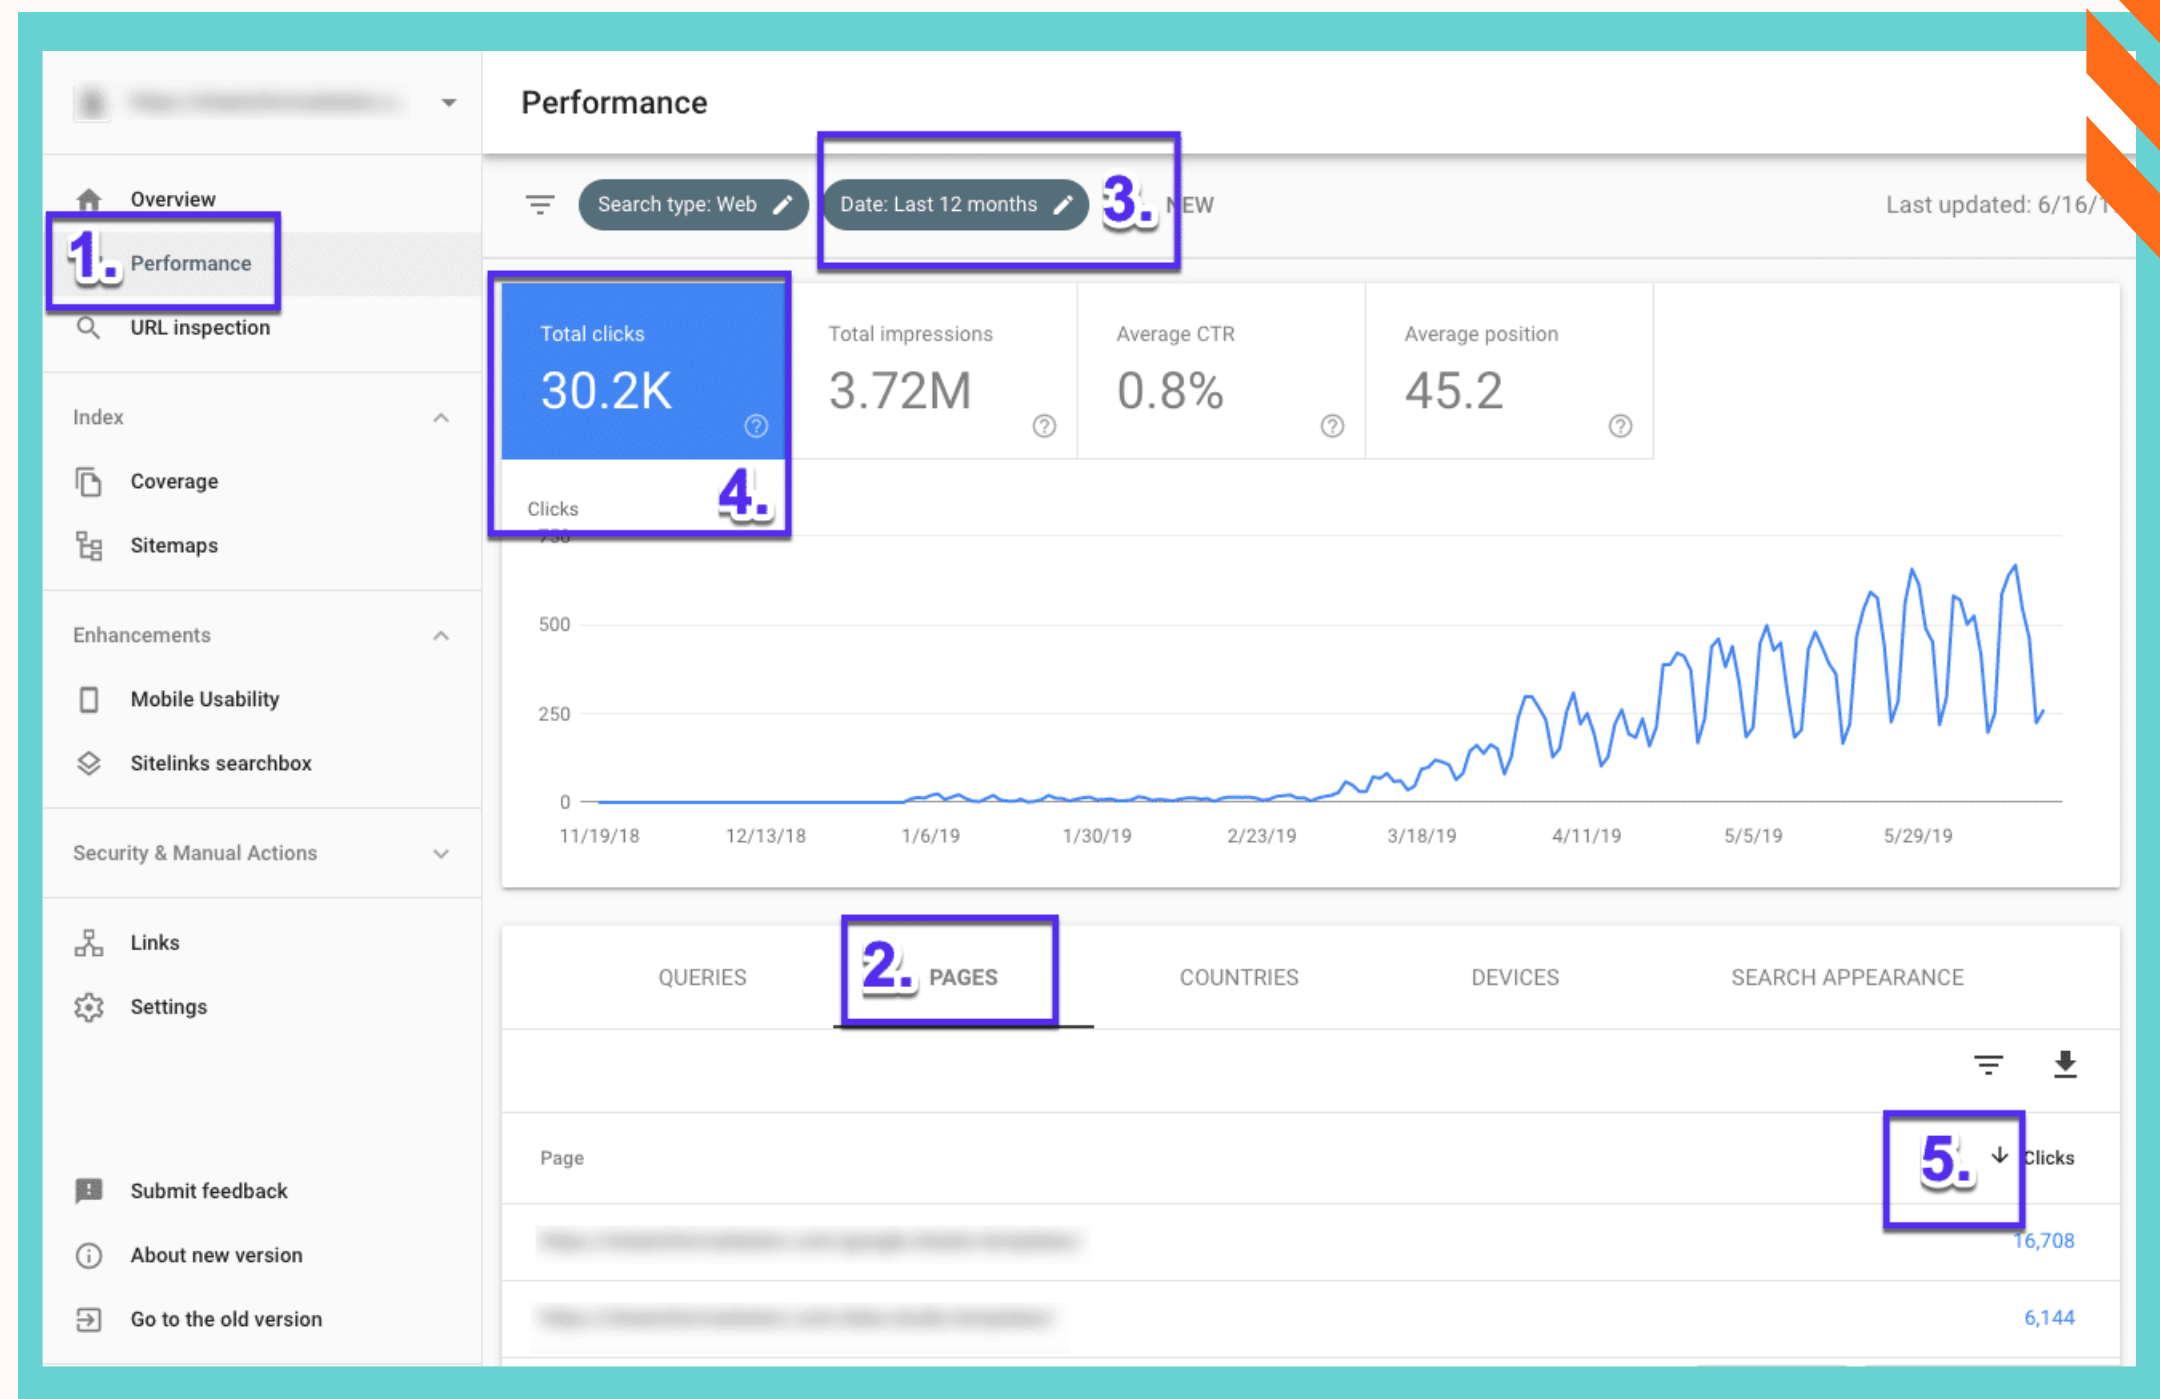 Performance
Overview
1. Performance
URL inspection
Index
Coverage
Sitemaps
Enhancements
Mobile Usability
Sitelinks searchbox
Security & Manual Actions
Links
Settings
Submit feedback
About new version
Go to the old version
Search type: Web
Date: Last 12 months
3.
NEW
Last updated: 6/16/1
Total clicks
30.2K
Total impressions
3.72M
Average CTR
0.8%
Average position
45.2
4.
Clicks
750
500
250
0
11/19/18 12/13/18 1/6/19 1/30/19 2/23/19 3/18/19 4/11/19 5/5/19 5/29/19
QUERIES 2. PAGES COUNTRIES DEVICES SEARCH APPEARANCE
Page 5. Clicks
16,708
6,144